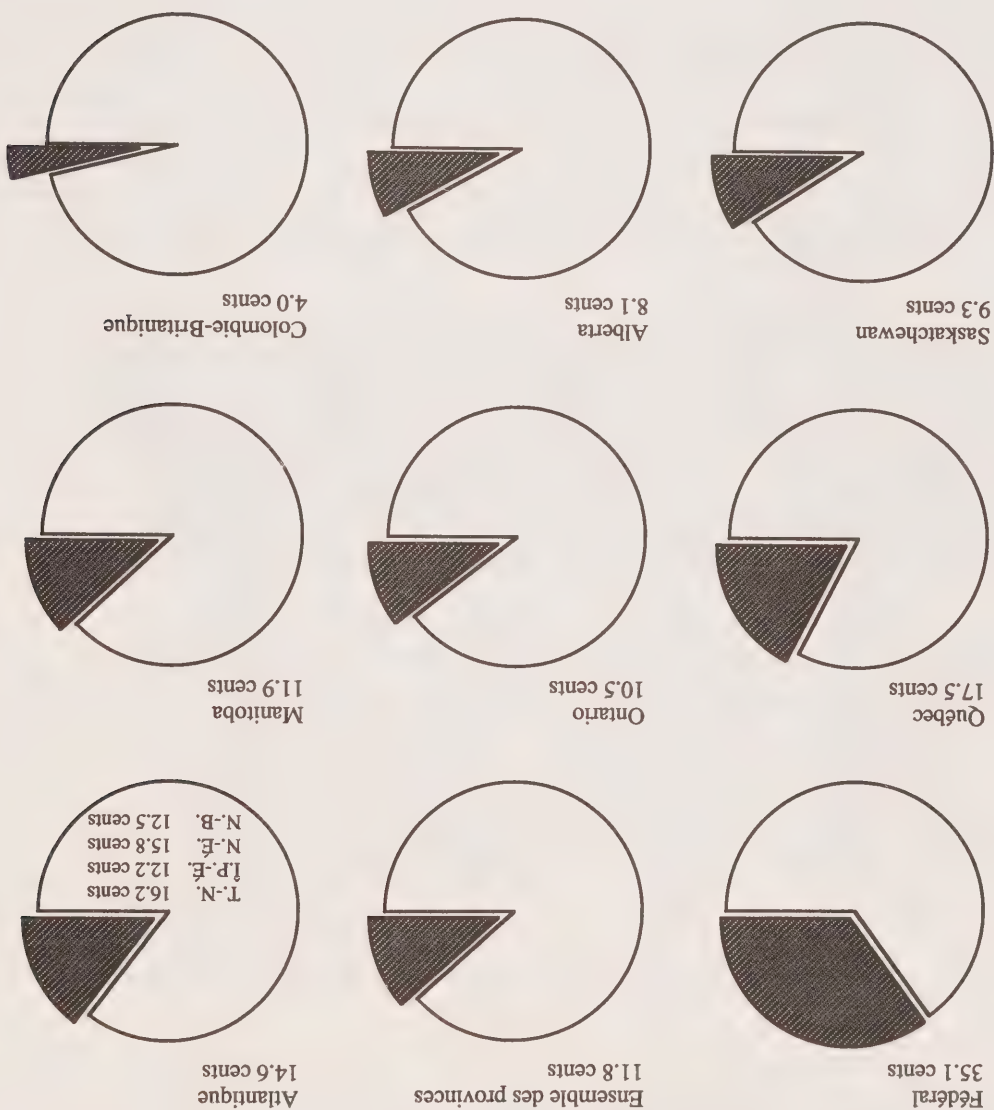 Fédéral
35.1 cents
Ensemble des provinces
11.8 cents
Atlantique
14.6 cents
T.-N. 16.2 cents
Î.P.-É. 12.2 cents
N.-É. 15.8 cents
N.-B. 12.5 cents
Québec
17.5 cents
Ontario
10.5 cents
Manitoba
11.9 cents
Saskatchewan
9.3 cents
Alberta
8.1 cents
Colombie-Britanique
4.0 cents